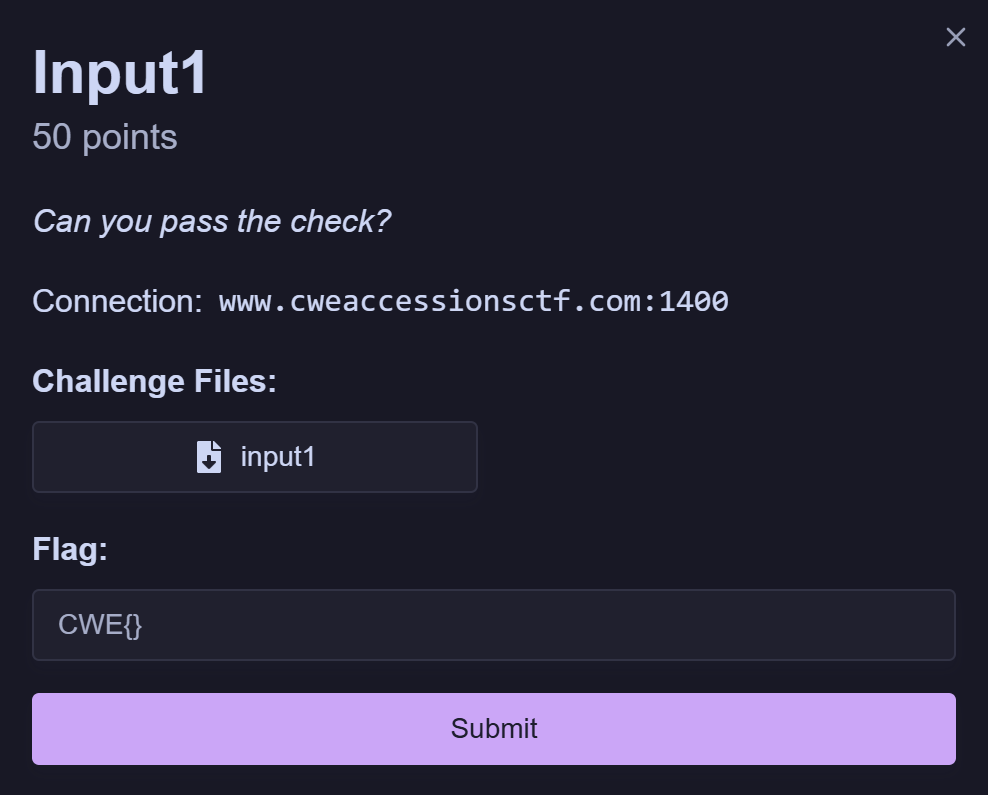 Input1
50 points
Can you pass the check?
Connection: www.cweaccessionsctf.com:1400
Challenge Files:
input1
Flag:
CWE{}
Submit